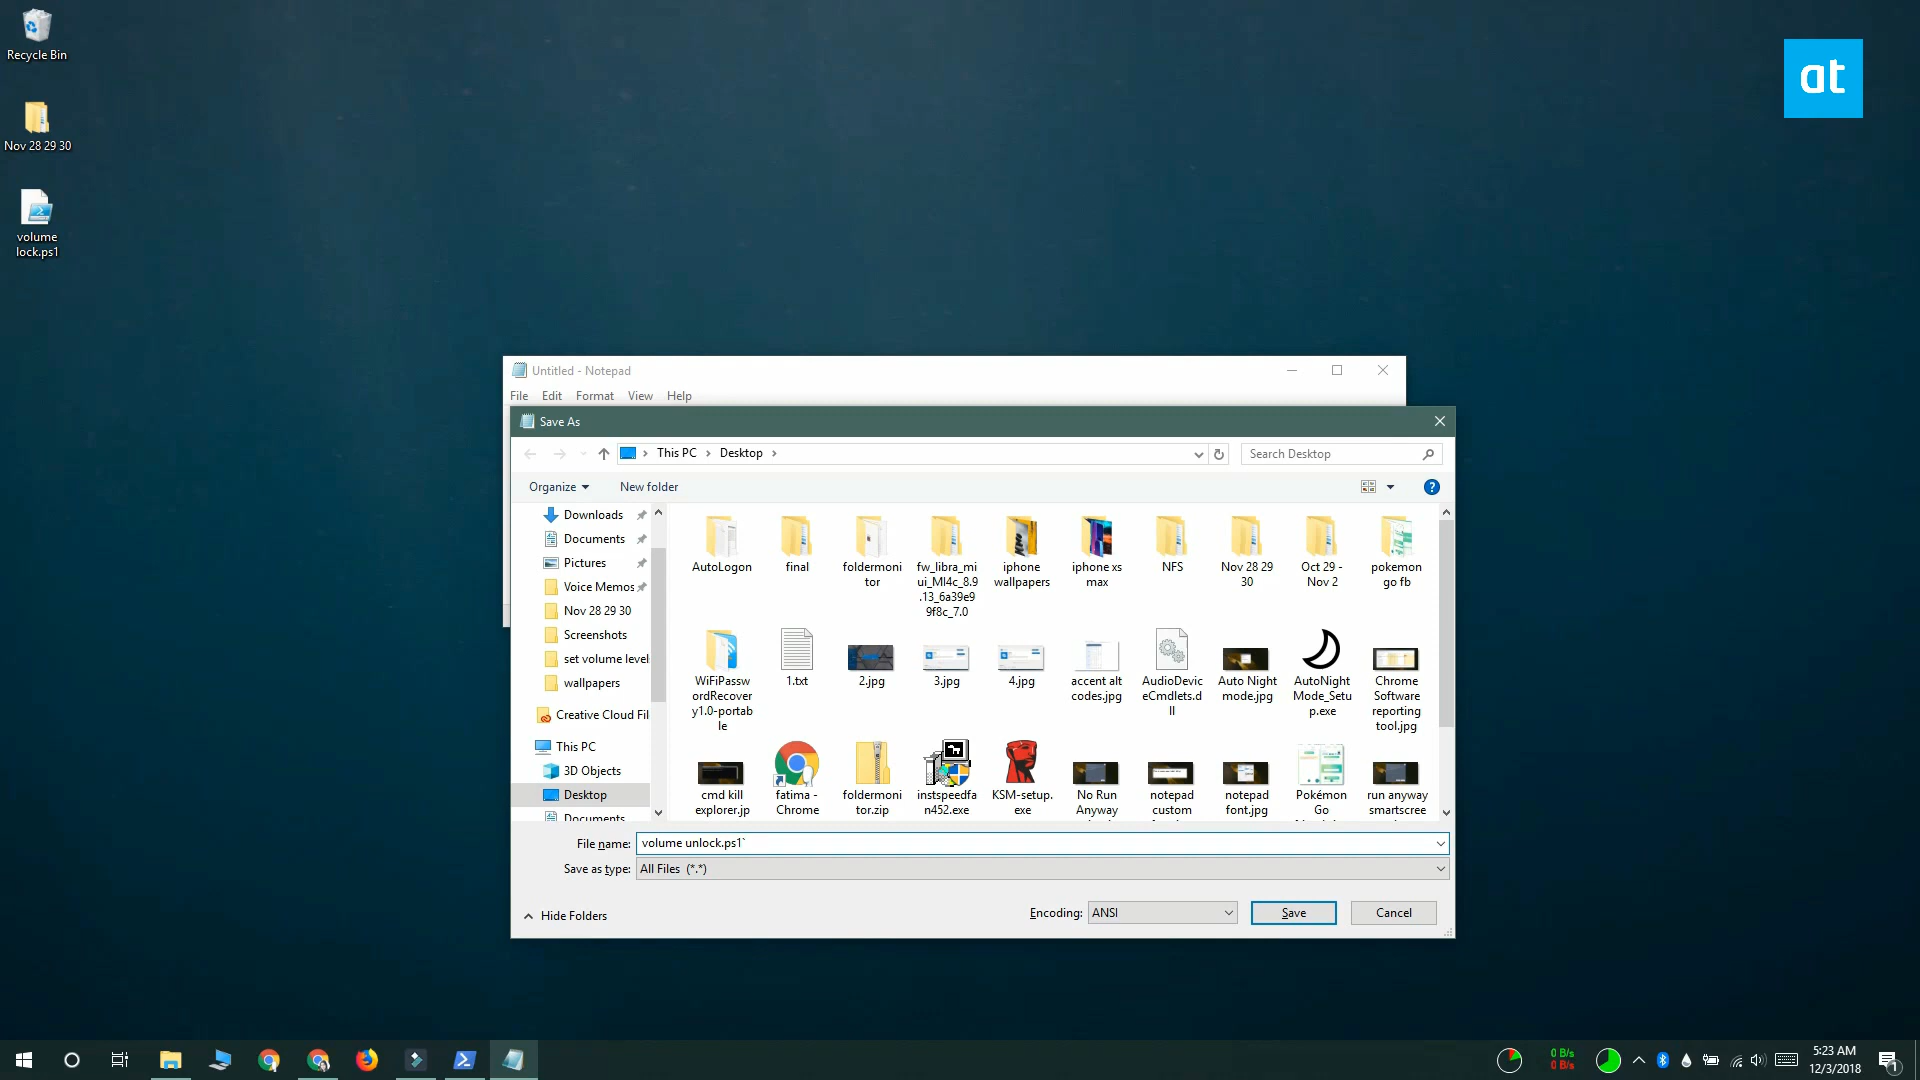 Recycle Bin
Nov 28 29 30
volume
lock.ps1
at
Untitled - Notepad
File Edit Format View Help
Save As
This PC > Desktop >
Search Desktop
Organize
New folder
?
Downloads
Documents
Pictures
Voice Memos
Nov 28 29 30
Screenshots
set volume level
wallpapers
Creative Cloud Fil
This PC
3D Objects
Desktop
Documents
AutoLogon
final
foldermoni
tor
fw_libra_mi
ui_MI4c_8.9
.13_6a39e9
9f8c_7.0
iphone
wallpapers
iphone xs
max
NFS
Nov 28 29
30
Oct 29 -
Nov 2
pokemon
go fb
WiFiPassw
ordRecover
y1.0-portab
le
1.txt
2.jpg
3.jpg
4.jpg
accent alt
codes.jpg
AudioDevic
eCmdlets.d
ll
Auto Night
mode.jpg
AutoNight
Mode_Setu
p.exe
Chrome
Software
reporting
tool.jpg
cmd kill
explorer.jp
fatima -
Chrome
foldermoni
tor.zip
instspeedfa
n452.exe
KSM-setup.
exe
No Run
Anyway
notepad
custom
notepad
font.jpg
Pokémon
Go
run anyway
smartscree
File name: volume unlock.ps1`
Save as type: All Files (*.*)
Hide Folders
Encoding: ANSI
Save
Cancel
0 B/s
0 B/s
5:23 AM
12/3/2018
1